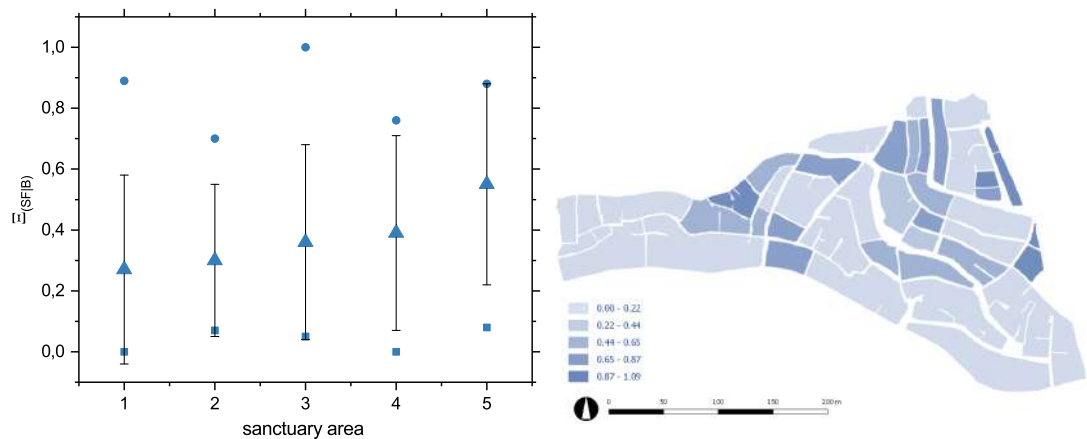 1,0
0,8
0,6
0,4
0,2
0,0
Ξ(SF|B)
1 2 3 4 5
sanctuary area
0.00 - 0.22
0.22 - 0.44
0.44 - 0.65
0.65 - 0.87
0.87 - 1.09
0 50 100 150 200 m